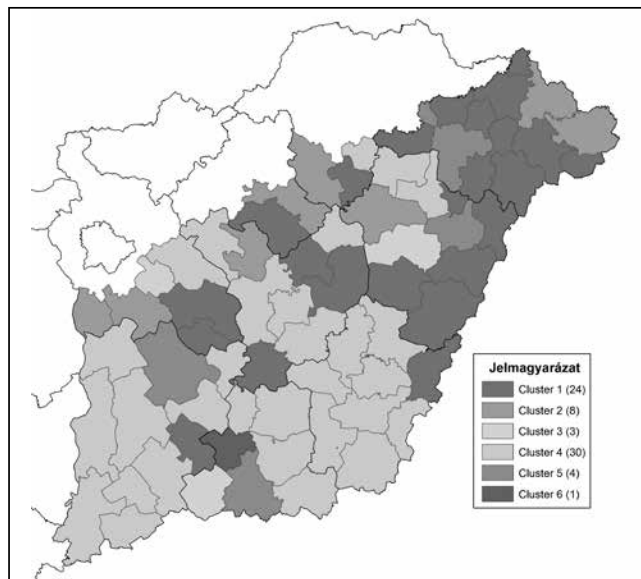 Jelmagyarázat
Cluster 1 (24)
Cluster 2 (8)
Cluster 3 (3)
Cluster 4 (30)
Cluster 5 (4)
Cluster 6 (1)